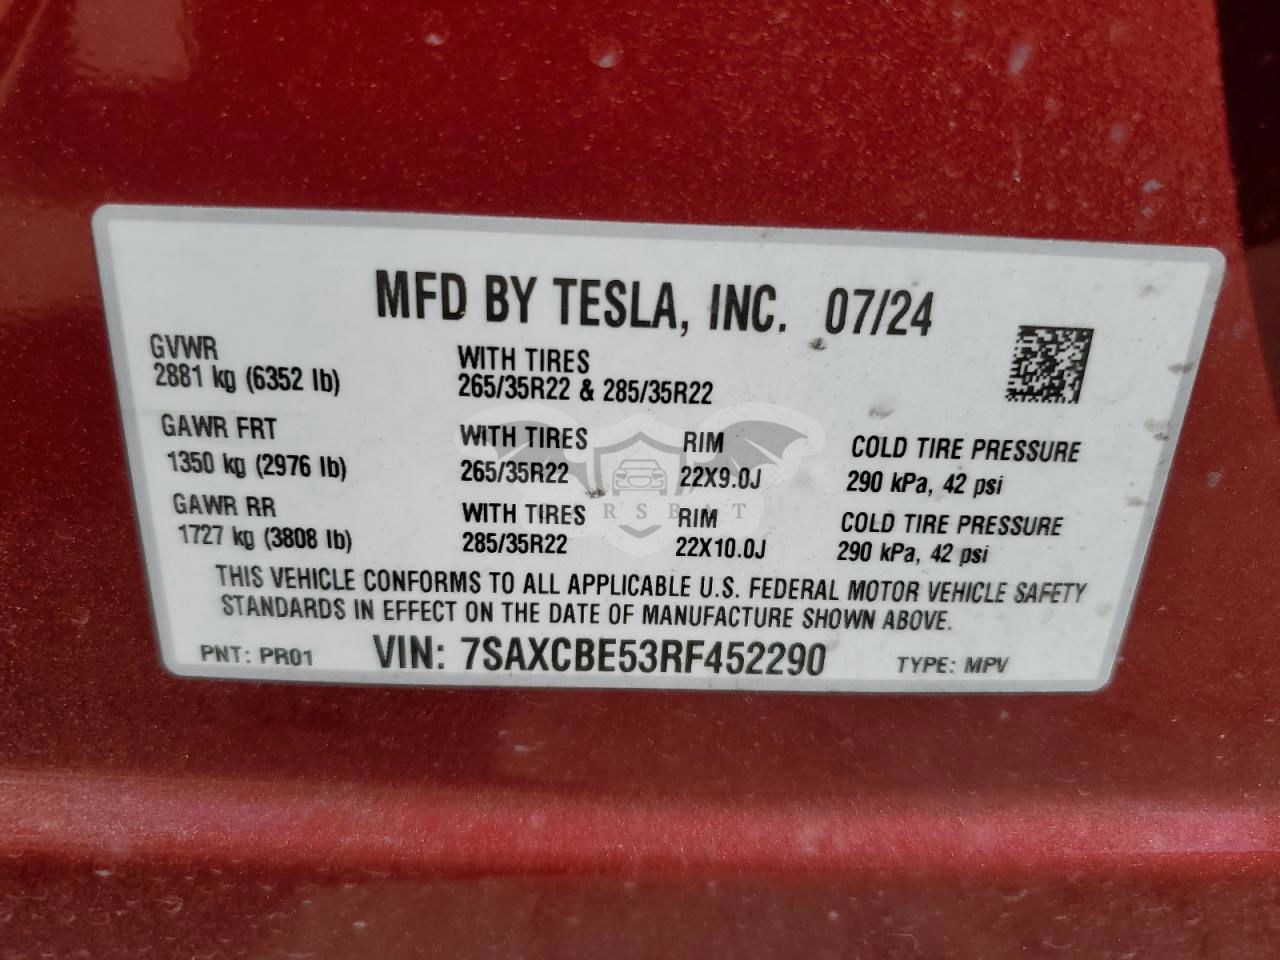 MFD BY TESLA, INC. 07/24
GVWR
2881 kg (6352 lb)
WITH TIRES
265/35R22 & 285/35R22
GAWR FRT
1350 kg (2976 lb)
WITH TIRES
265/35R22
RIM
22X9.0J
COLD TIRE PRESSURE
290 kPa, 42 psi
GAWR RR
1727 kg (3808 lb)
WITH TIRES
285/35R22
RIM
22X10.0J
COLD TIRE PRESSURE
290 kPa, 42 psi
THIS VEHICLE CONFORMS TO ALL APPLICABLE U.S. FEDERAL MOTOR VEHICLE SAFETY
STANDARDS IN EFFECT ON THE DATE OF MANUFACTURE SHOWN ABOVE.
PNT: PR01 VIN: 7SAXCBE53RF452290 TYPE: MPV